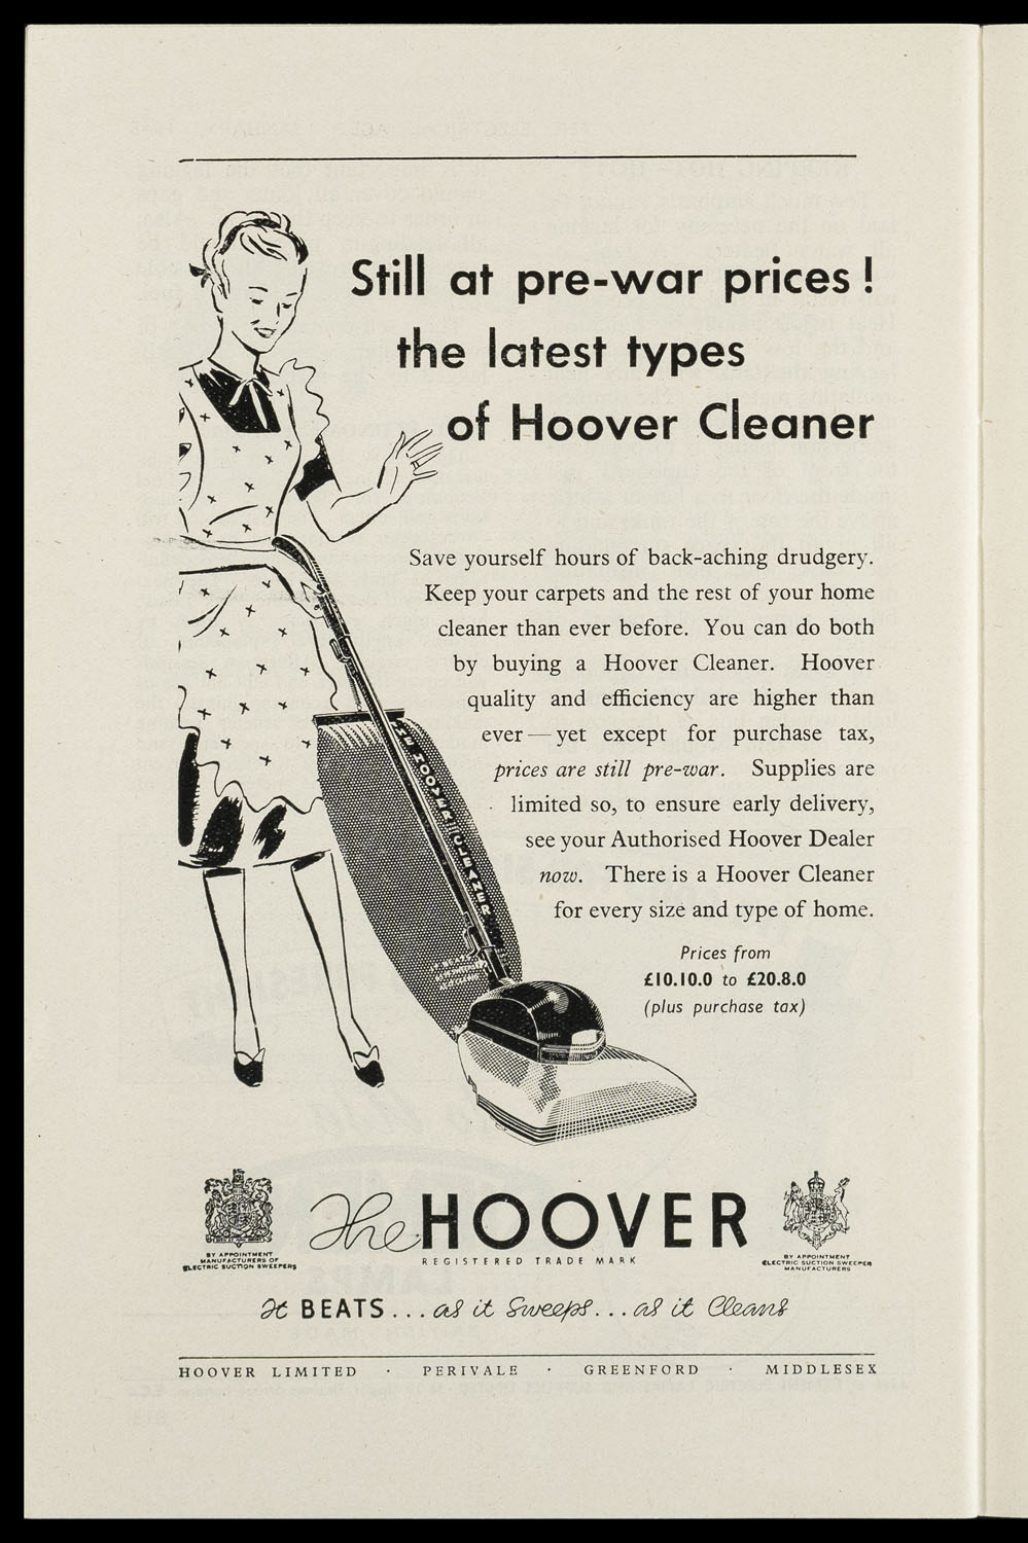 Still at pre-war prices!
the latest types
of Hoover Cleaner
Save yourself hours of back-aching drudgery.
Keep your carpets and the rest of your home
cleaner than ever before. You can do both
by buying a Hoover Cleaner. Hoover
quality and efficiency are higher than
ever—yet except for purchase tax,
prices are still pre-war. Supplies are
limited so, to ensure early delivery,
see your Authorised Hoover Dealer
now. There is a Hoover Cleaner
for every size and type of home.
Prices from
£10.10.0 to £20.8.0
(plus purchase tax)
THE HOOVER CLEANER
BY APPOINTMENT
MANUFACTURERS OF
ELECTRIC SUCTION SWEEPERS
The HOOVER
REGISTERED TRADE MARK
BY APPOINTMENT
ELECTRIC SUCTION SWEEPER
MANUFACTURERS
It BEATS... as it Sweeps... as it Cleans
HOOVER LIMITED · PERIVALE · GREENFORD · MIDDLESEX